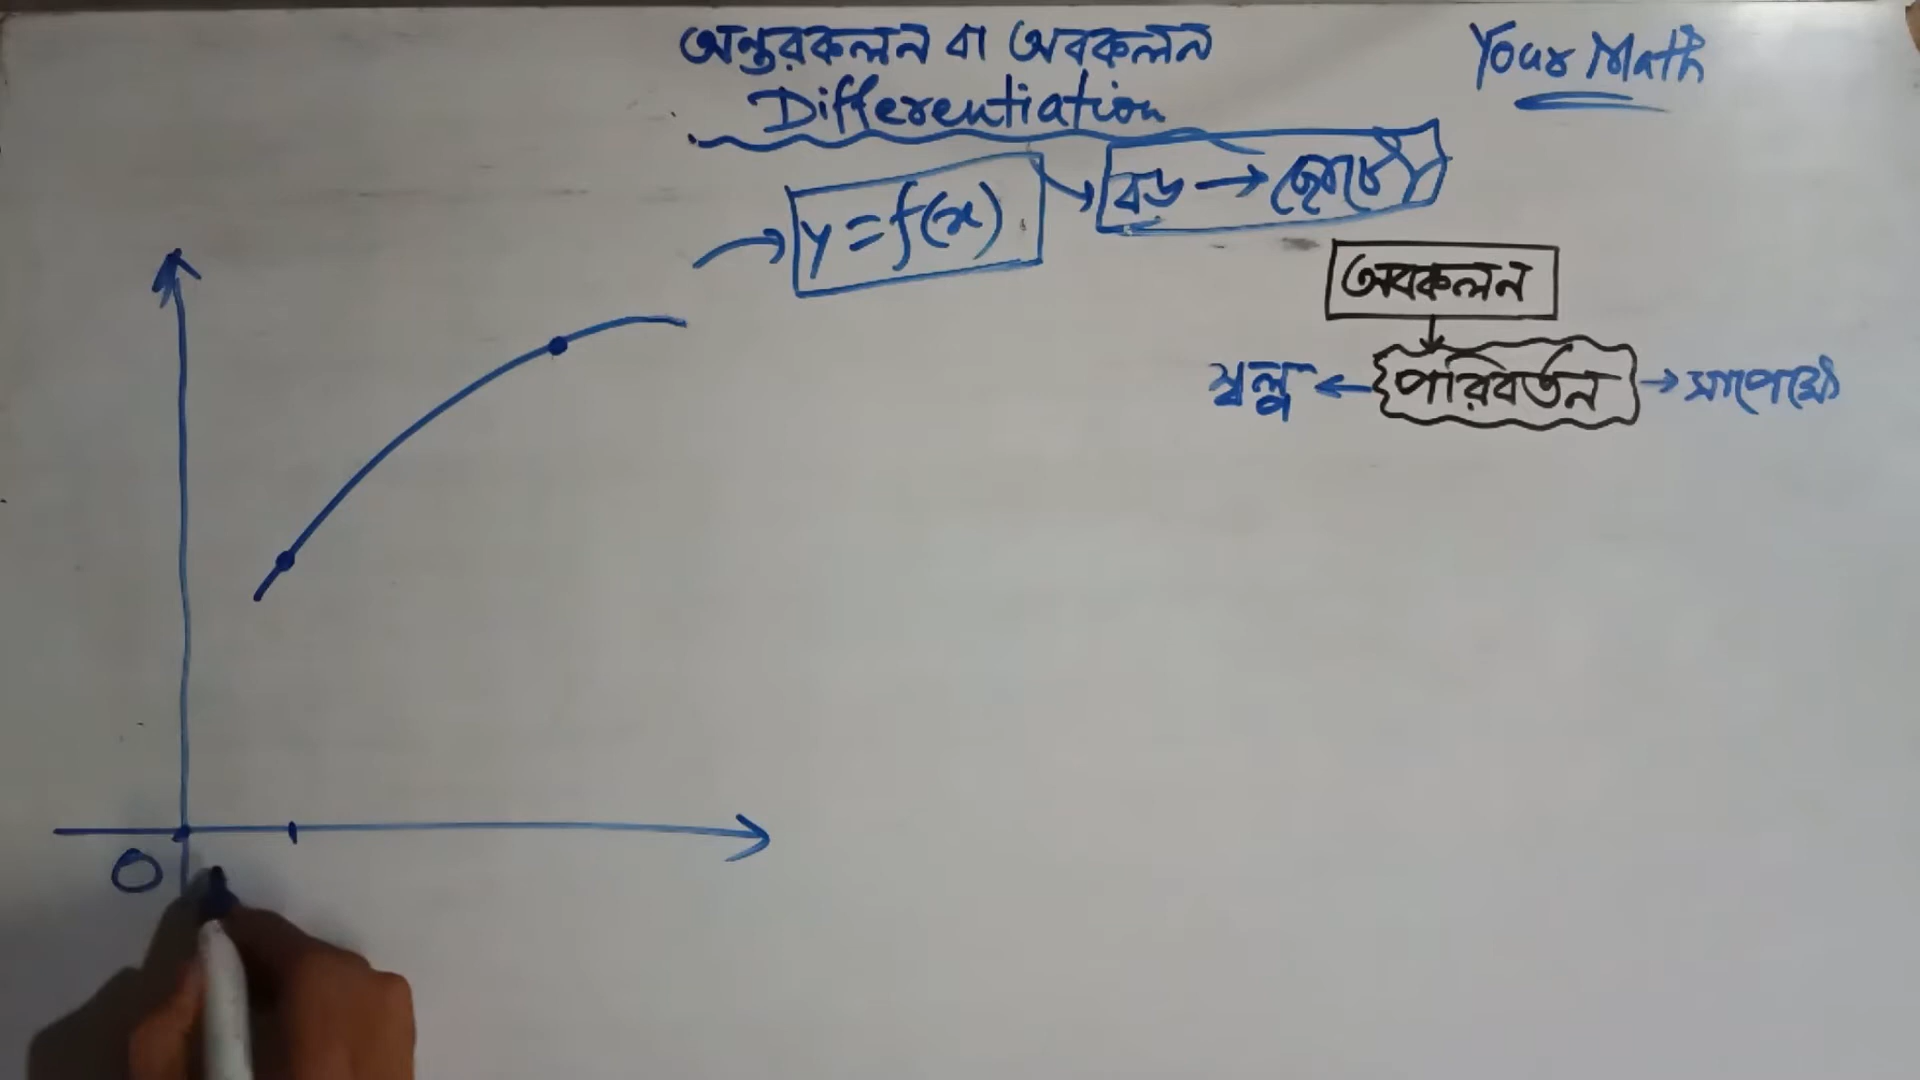 অন্তরকলন বা অবকলন
Your Math
Differentiation
y = f(x)
বড় → ছোট
অবকলন
স্বল্প ← পরিবর্তন → সাপেক্ষে
O